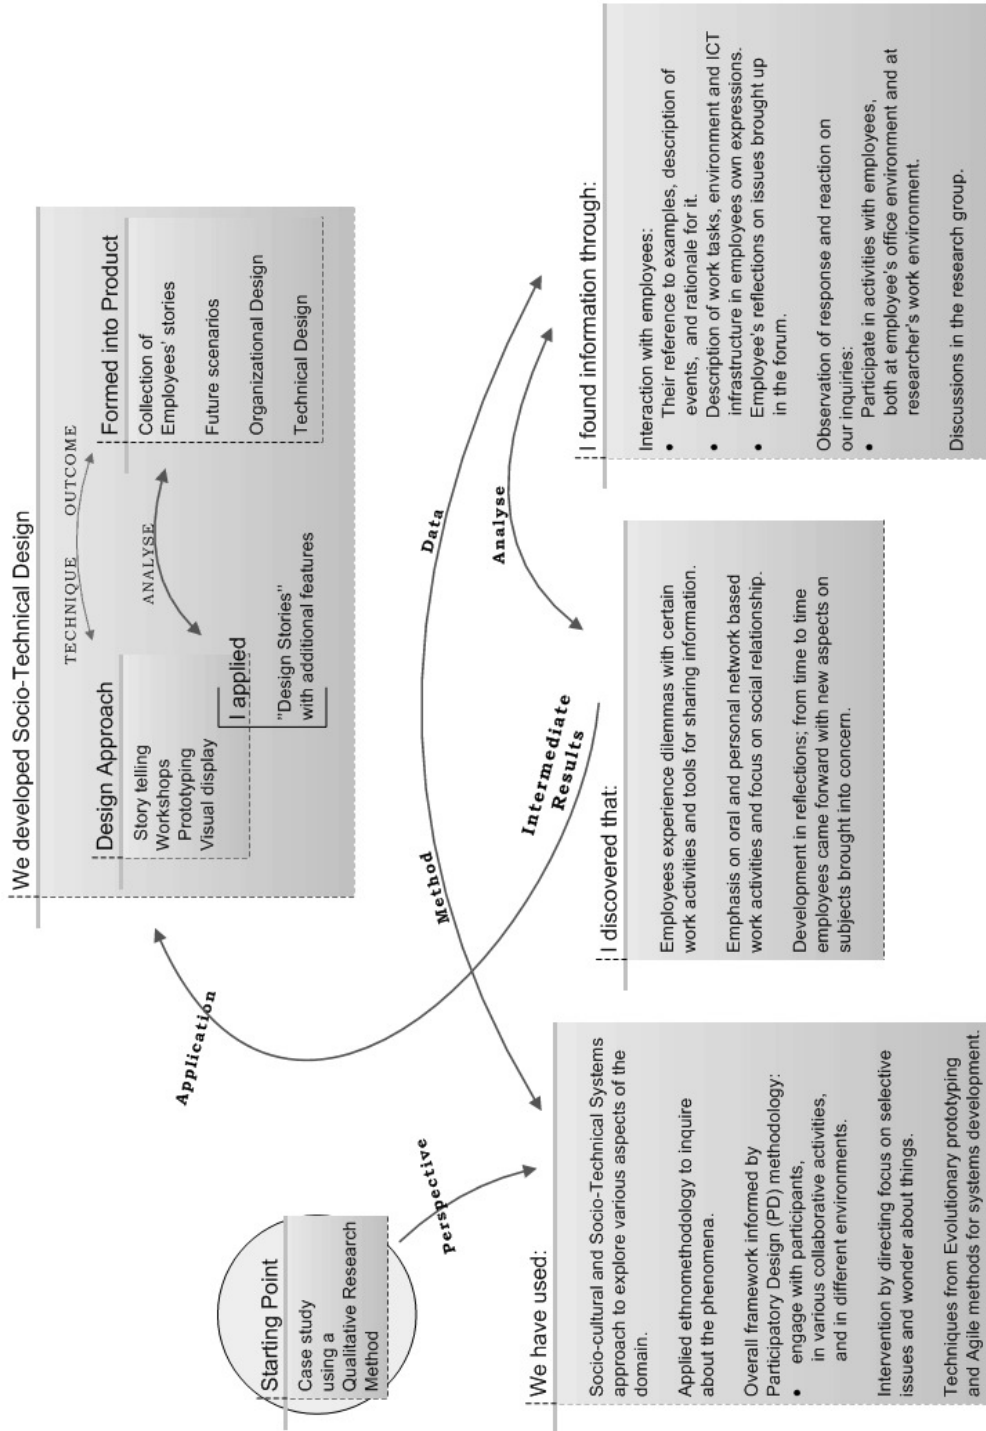 We developed Socio-Technical Design
TECHNIQUE OUTCOME
Design Approach
Story telling
Workshops
Prototyping
Visual display
ANALYSE
I applied
"Design Stories"
with additional features
Formed into Product
Collection of
Employees' stories
Future scenarios
Organizational Design
Technical Design
Starting Point
Case study
using a
Qualitative Research
Method
Perspective
Application
Method
Data
Intermediate
Results
Analyse
We have used:
Socio-cultural and Socio-Technical Systems
approach to explore various aspects of the
domain.
Applied ethnomethodology to inquire
about the phenomena.
Overall framework informed by
Participatory Design (PD) methodology:
• engage with participants,
in various collaborative activities,
and in different environments.
Intervention by directing focus on selective
issues and wonder about things.
Techniques from Evolutionary prototyping
and Agile methods for systems development.
I discovered that:
Employees experience dilemmas with certain
work activities and tools for sharing information.
Emphasis on oral and personal network based
work activities and focus on social relationship.
Development in reflections; from time to time
employees came forward with new aspects on
subjects brought into concern.
I found information through:
Interaction with employees:
• Their reference to examples, description of
events, and rationale for it.
• Description of work tasks, environment and ICT
infrastructure in employees own expressions.
• Employee's reflections on issues brought up
in the forum.
Observation of response and reaction on
our inquiries:
• Participate in activities with employees,
both at employee's office environment and at
researcher's work environment.
Discussions in the research group.